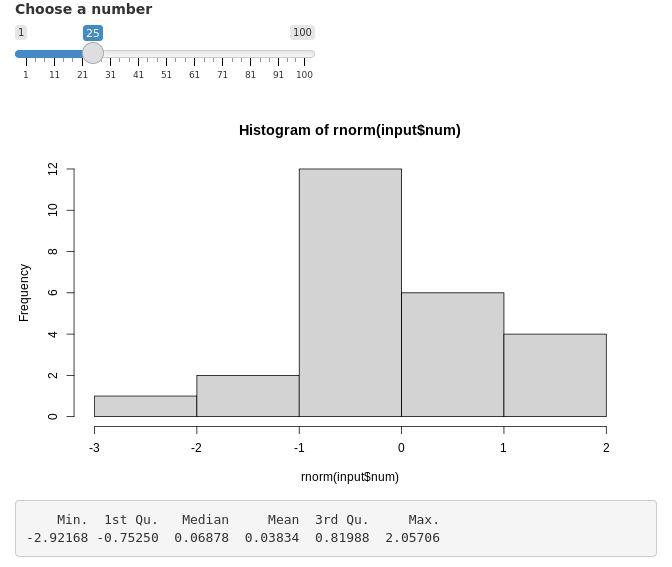 Choose a number
1 25 100
1 11 21 31 41 51 61 71 81 91 100
Histogram of rnorm(input$num)
Frequency
12
10
8
6
4
2
0
-3 -2 -1 0 1 2
rnorm(input$num)
Min. 1st Qu. Median Mean 3rd Qu. Max.
-2.92168 -0.75250 0.06878 0.03834 0.81988 2.05706